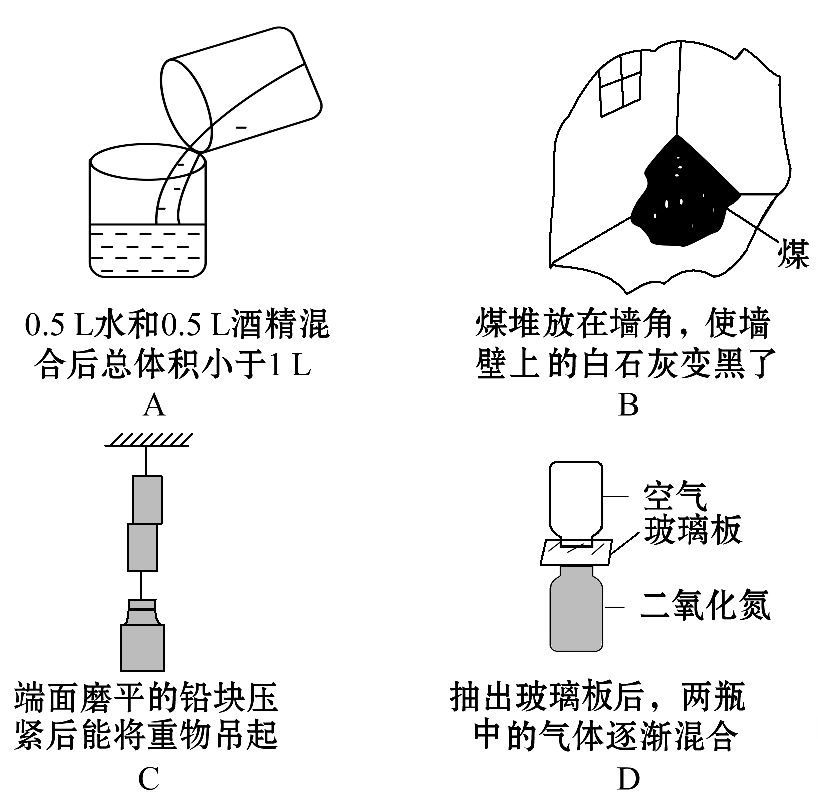 煤
0.5 L水和0.5 L酒精混
合后总体积小于1 L
A
煤堆放在墙角，使墙
壁上的白石灰变黑了
B
空气
玻璃板
二氧化氮
端面磨平的铅块压
紧后能将重物吊起
C
抽出玻璃板后，两瓶
中的气体逐渐混合
D